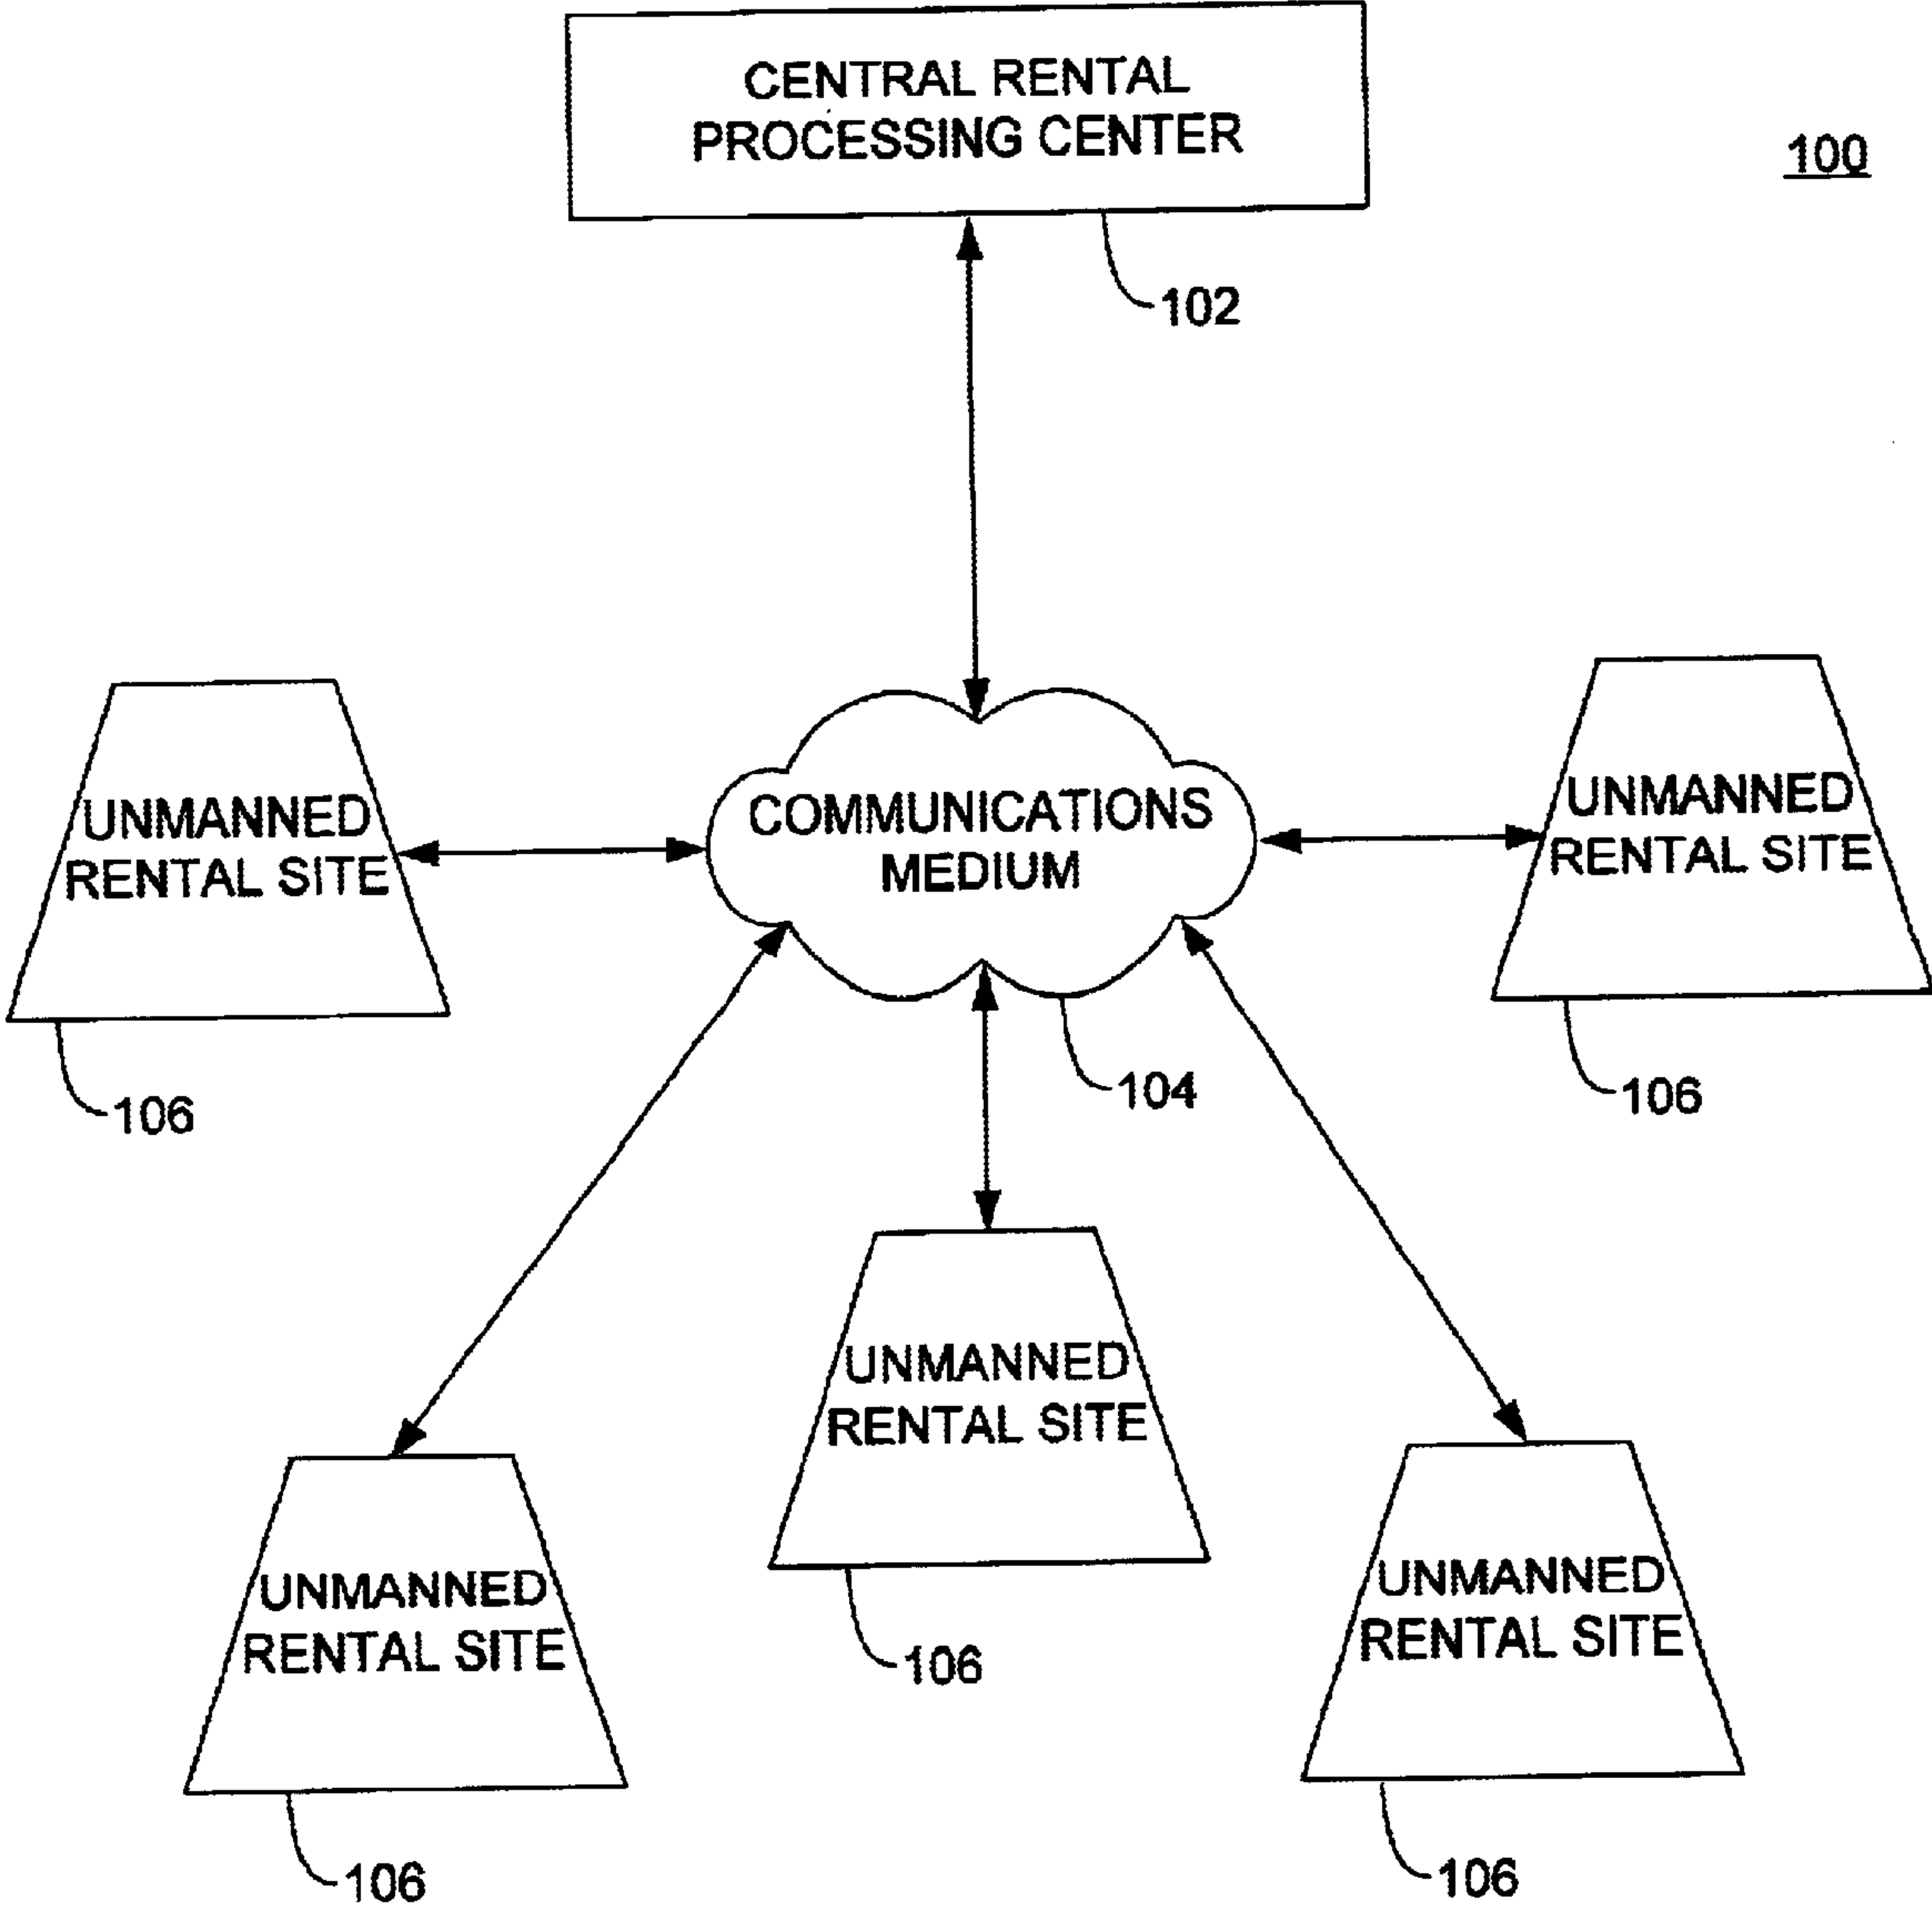 CENTRAL RENTAL
PROCESSING CENTER
100
102
UNMANNED
RENTAL SITE
COMMUNICATIONS
MEDIUM
UNMANNED
RENTAL SITE
106
104
106
UNMANNED
RENTAL SITE
106
UNMANNED
RENTAL SITE
106
UNMANNED
RENTAL SITE
106